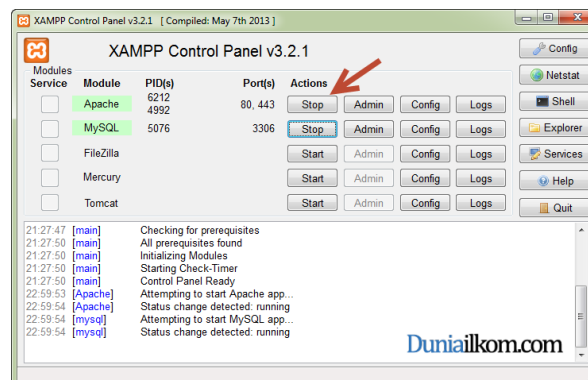 XAMPP Control Panel v3.2.1 [ Compiled: May 7th 2013 ]
XAMPP Control Panel v3.2.1
Config
Modules
Service Module PID(s) Port(s) Actions
Netstat
Apache 6212 4992 80, 443 Stop Admin Config Logs
Shell
MySQL 5076 3306 Stop Admin Config Logs
Explorer
FileZilla Start Admin Config Logs
Services
Mercury Start Admin Config Logs
Help
Tomcat Start Admin Config Logs
Quit
21:27:47 [main] Checking for prerequisites
21:27:50 [main] All prerequisites found
21:27:50 [main] Initializing Modules
21:27:50 [main] Starting Check-Timer
21:27:50 [main] Control Panel Ready
22:59:53 [Apache] Attempting to start Apache app...
22:59:54 [Apache] Status change detected: running
22:59:54 [mysql] Attempting to start MySQL app...
22:59:54 [mysql] Status change detected: running
Duniailkom.com